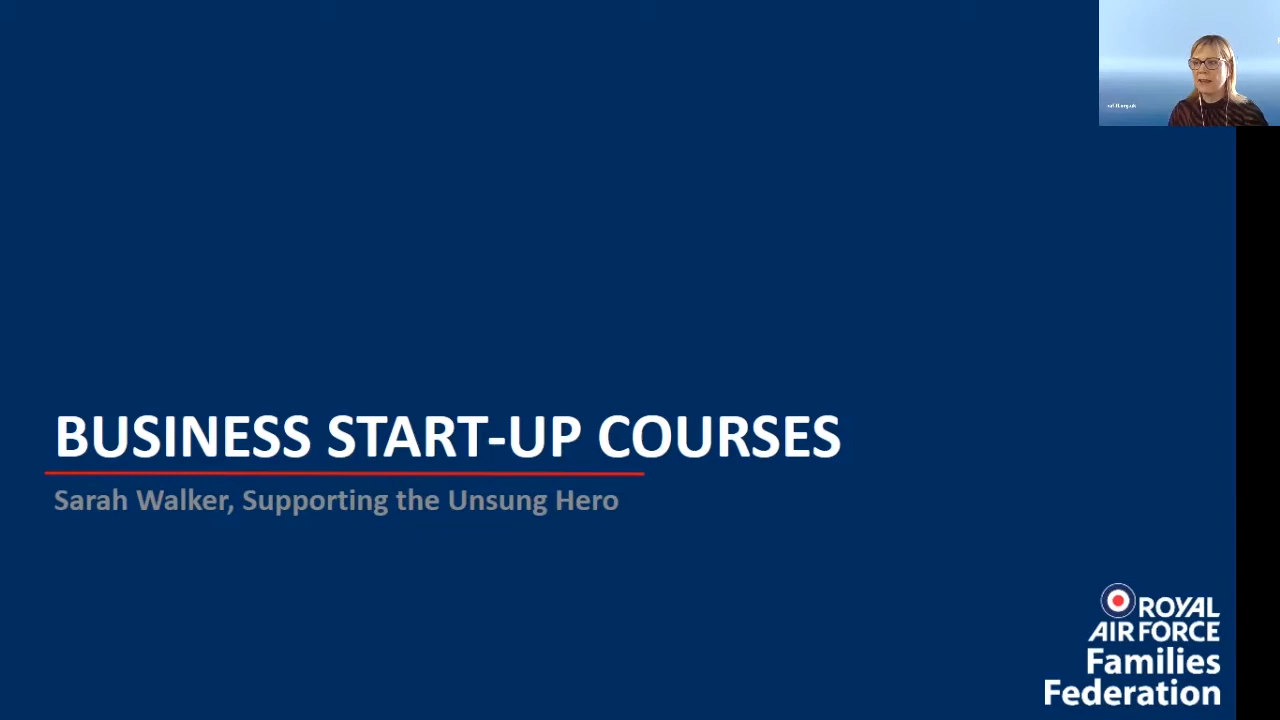 BUSINESS START-UP COURSES
Sarah Walker, Supporting the Unsung Hero
ROYAL
AIR FORCE
Families
Federation